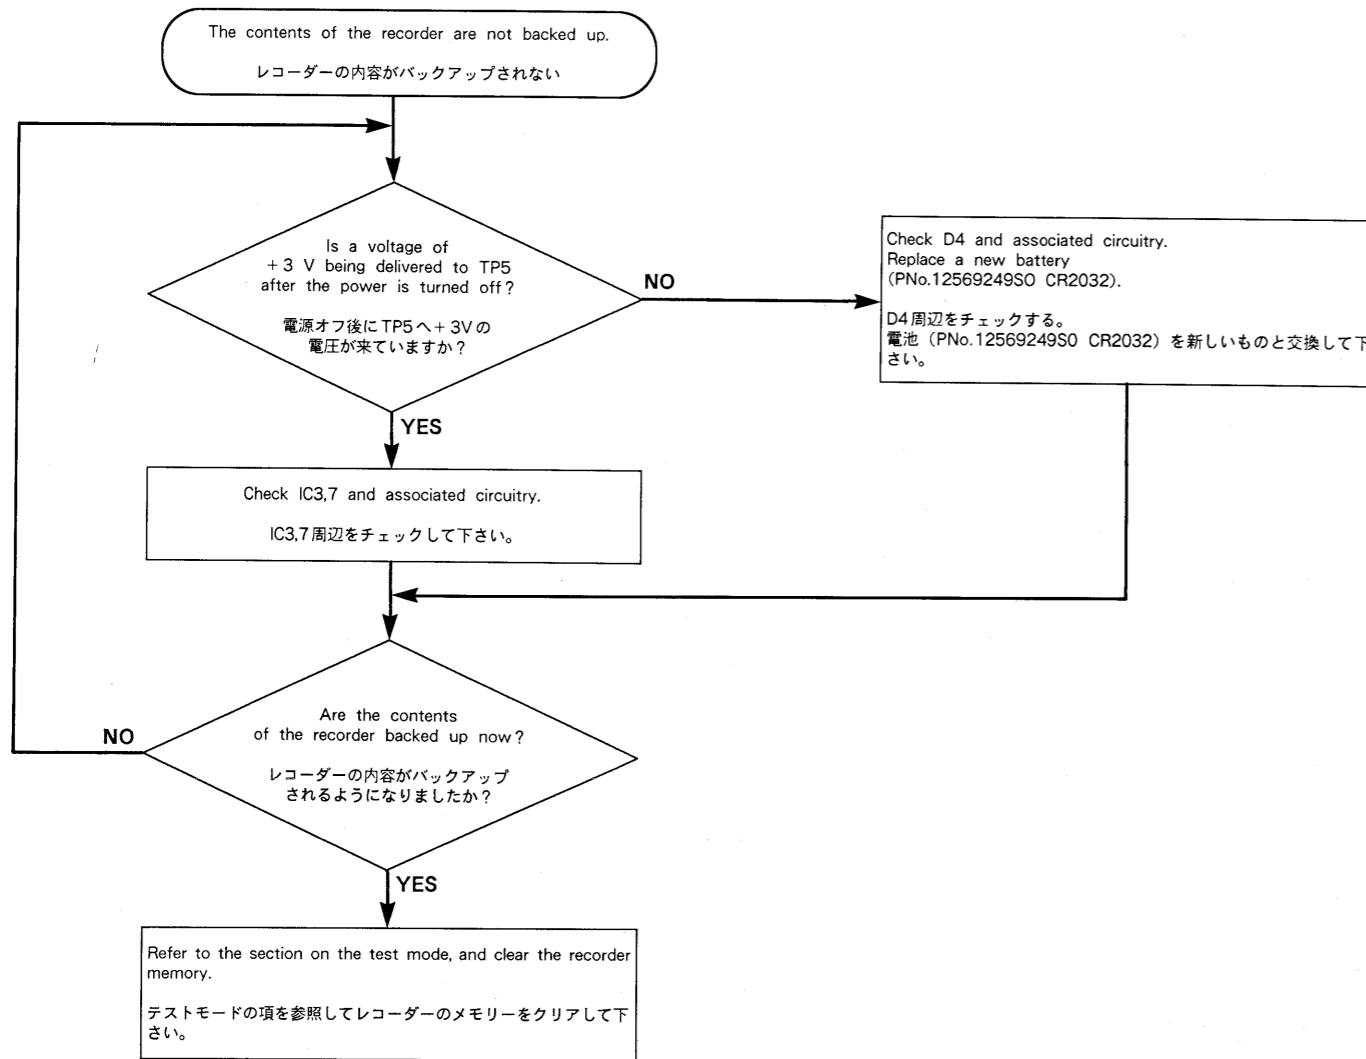 The contents of the recorder are not backed up.
レコーダーの内容がバックアップされない
Is a voltage of
+3 V being delivered to TP5
after the power is turned off?
電源オフ後にTP5へ+3Vの
電圧が来ていますか？
NO
Check D4 and associated circuitry.
Replace a new battery
(PNo.12569249S0 CR2032).
D4周辺をチェックする。
電池（PNo.12569249S0 CR2032）を新しいものと交換して下
さい。
YES
Check IC3,7 and associated circuitry.
IC3,7周辺をチェックして下さい。
Are the contents
of the recorder backed up now?
レコーダーの内容がバックアップ
されるようになりましたか？
NO
YES
Refer to the section on the test mode, and clear the recorder
memory.
テストモードの項を参照してレコーダーのメモリーをクリアして下
さい。